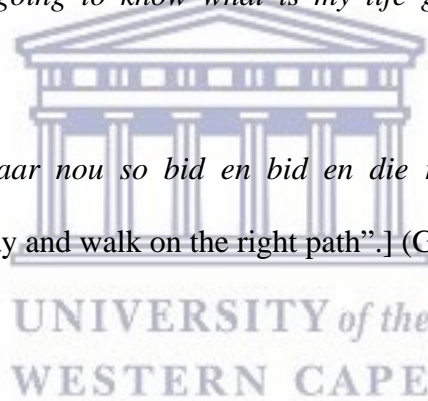 going to know what is my life g
aar nou so bid en bid en die
y and walk on the right path".] (G
UNIVERSITY of the
WESTERN CAPE